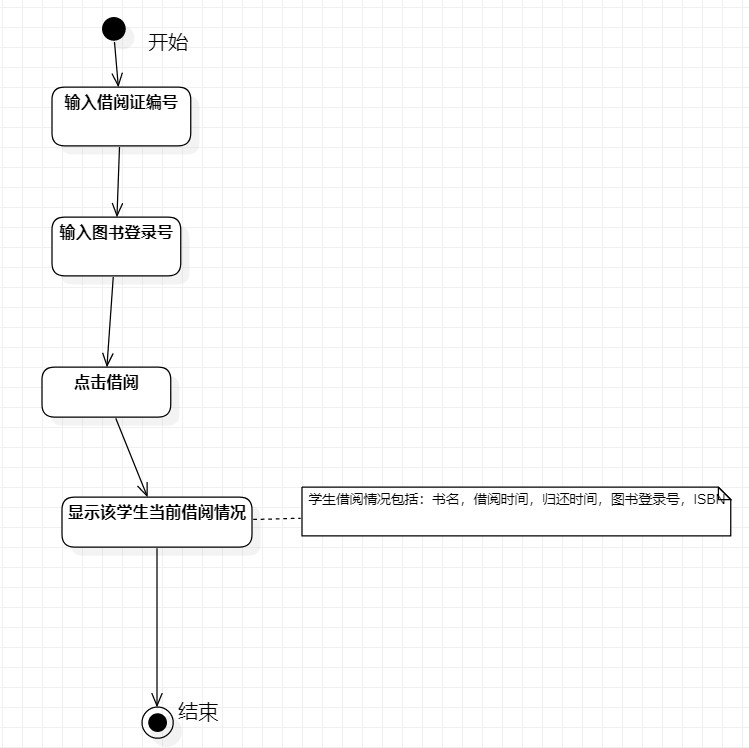 开始
输入借阅证编号
输入图书登录号
点击借阅
显示该学生当前借阅情况
学生借阅情况包括：书名，借阅时间，归还时间，图书登录号，ISBN
结束